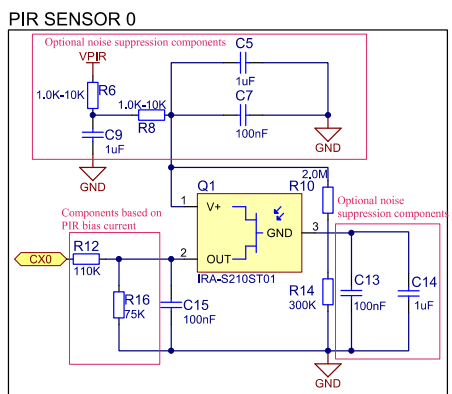 PIR SENSOR 0
Optional noise suppression components
VPIR
C5
1uF
R6
1.0K-10K
1.0K-10K
R8
C7
100nF
C9
1uF
GND
GND
2.0M
Q1
R10
Optional noise
suppression components
1
V+
GND
3
Components based on
PIR bias current
CX0
R12
110K
2
OUT
IRA-S210ST01
R16
75K
C15
100nF
R14
300K
C13
100nF
C14
1uF
GND